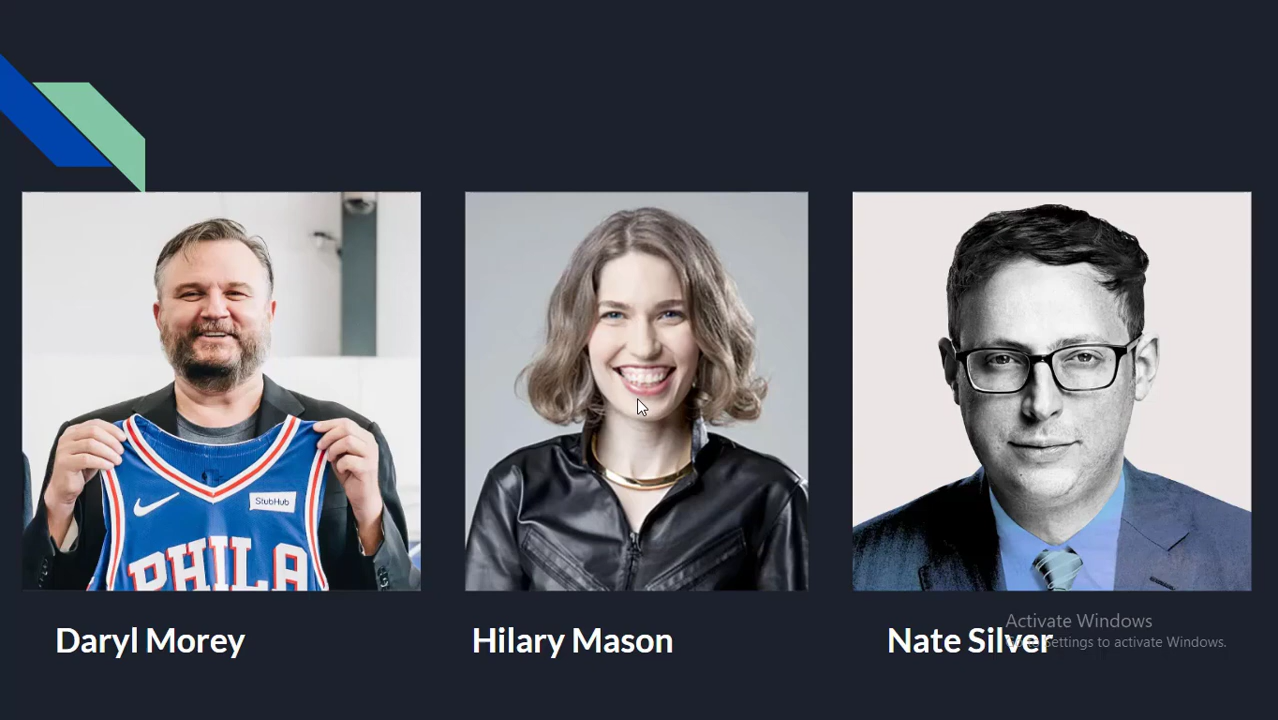 StubHub
PHILA
Daryl Morey
Hilary Mason
Nate Silver
Activate Windows
Settings to activate Windows.